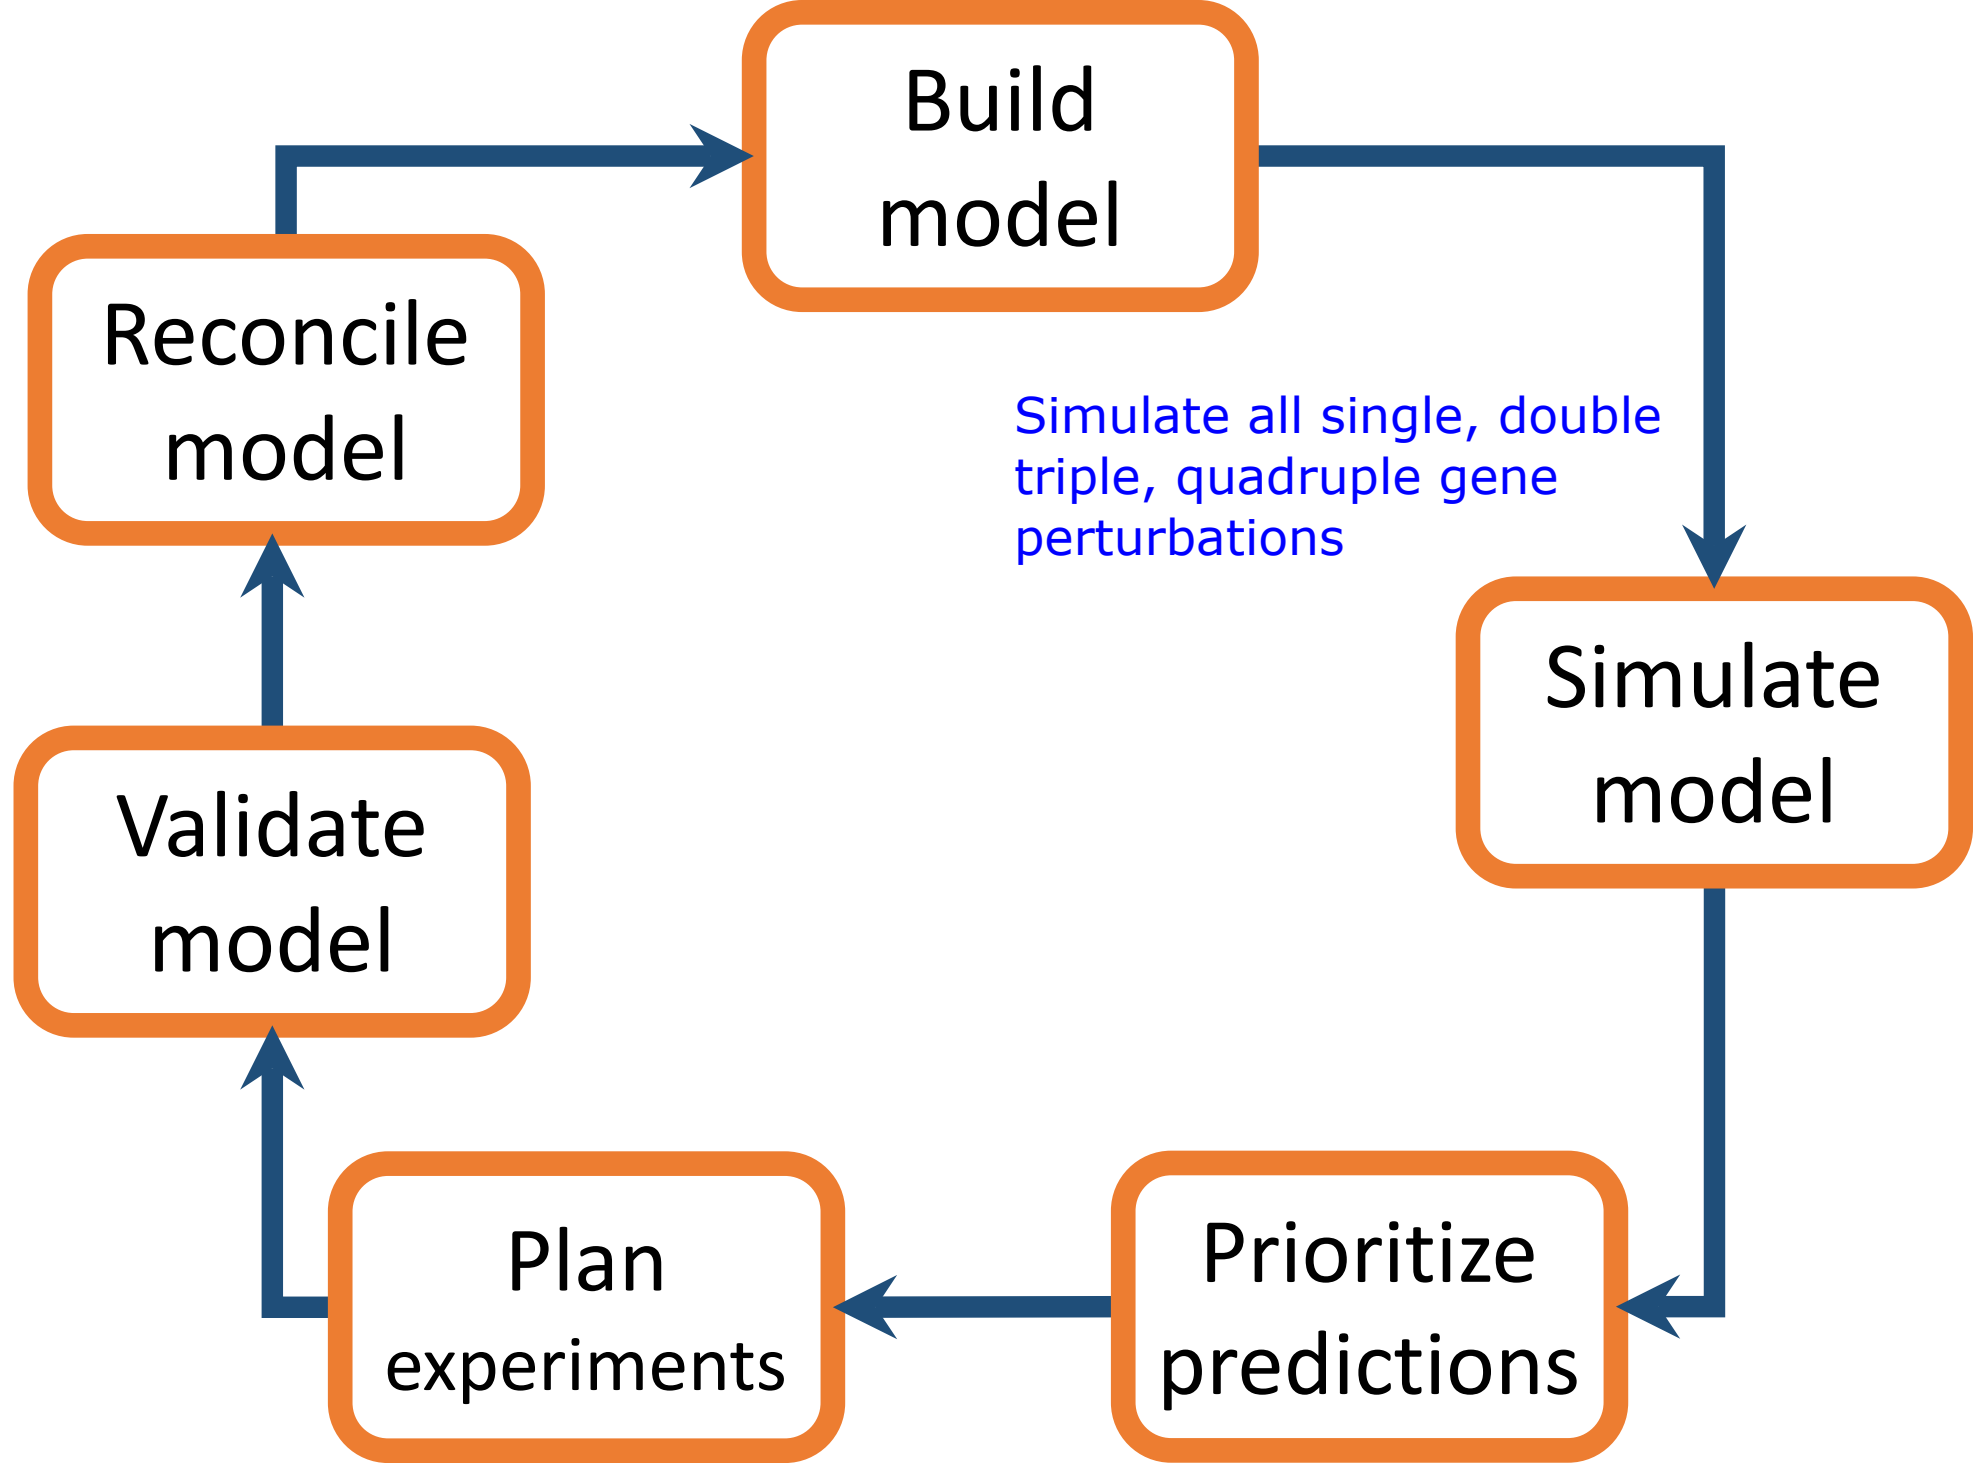 Build
model
Reconcile
model
Simulate all single, double
triple, quadruple gene
perturbations
Simulate
model
Validate
model
Plan
experiments
Prioritize
predictions